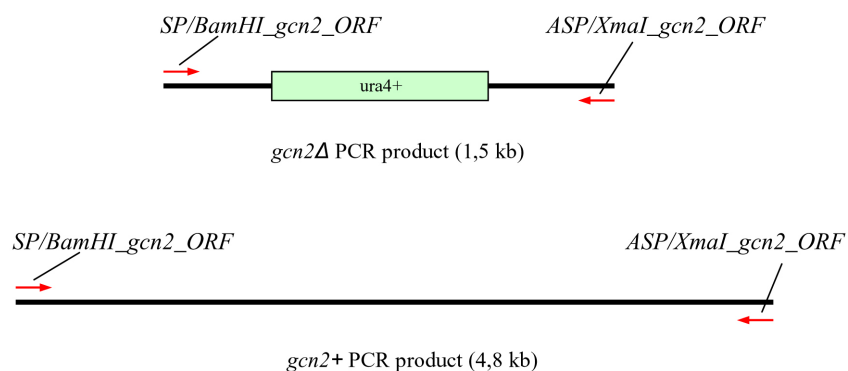 SP/BamHI_gcn2_ORF
ASP/XmaI_gcn2_ORF
ura4+
gcn2Δ PCR product (1,5 kb)
SP/BamHI_gcn2_ORF
ASP/XmaI_gcn2_ORF
gcn2+ PCR product (4,8 kb)